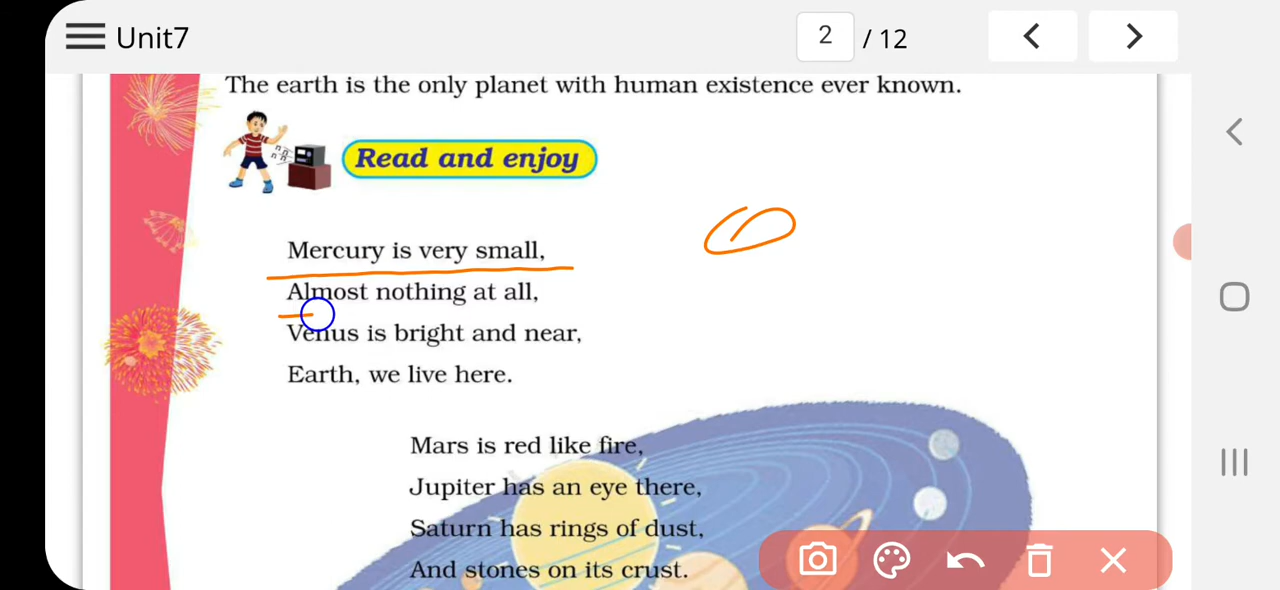 Unit7
2 / 12
The earth is the only planet with human existence ever known.
Read and enjoy
Mercury is very small,
Almost nothing at all,
Venus is bright and near,
Earth, we live here.
Mars is red like fire,
Jupiter has an eye there,
Saturn has rings of dust,
And stones on its crust.